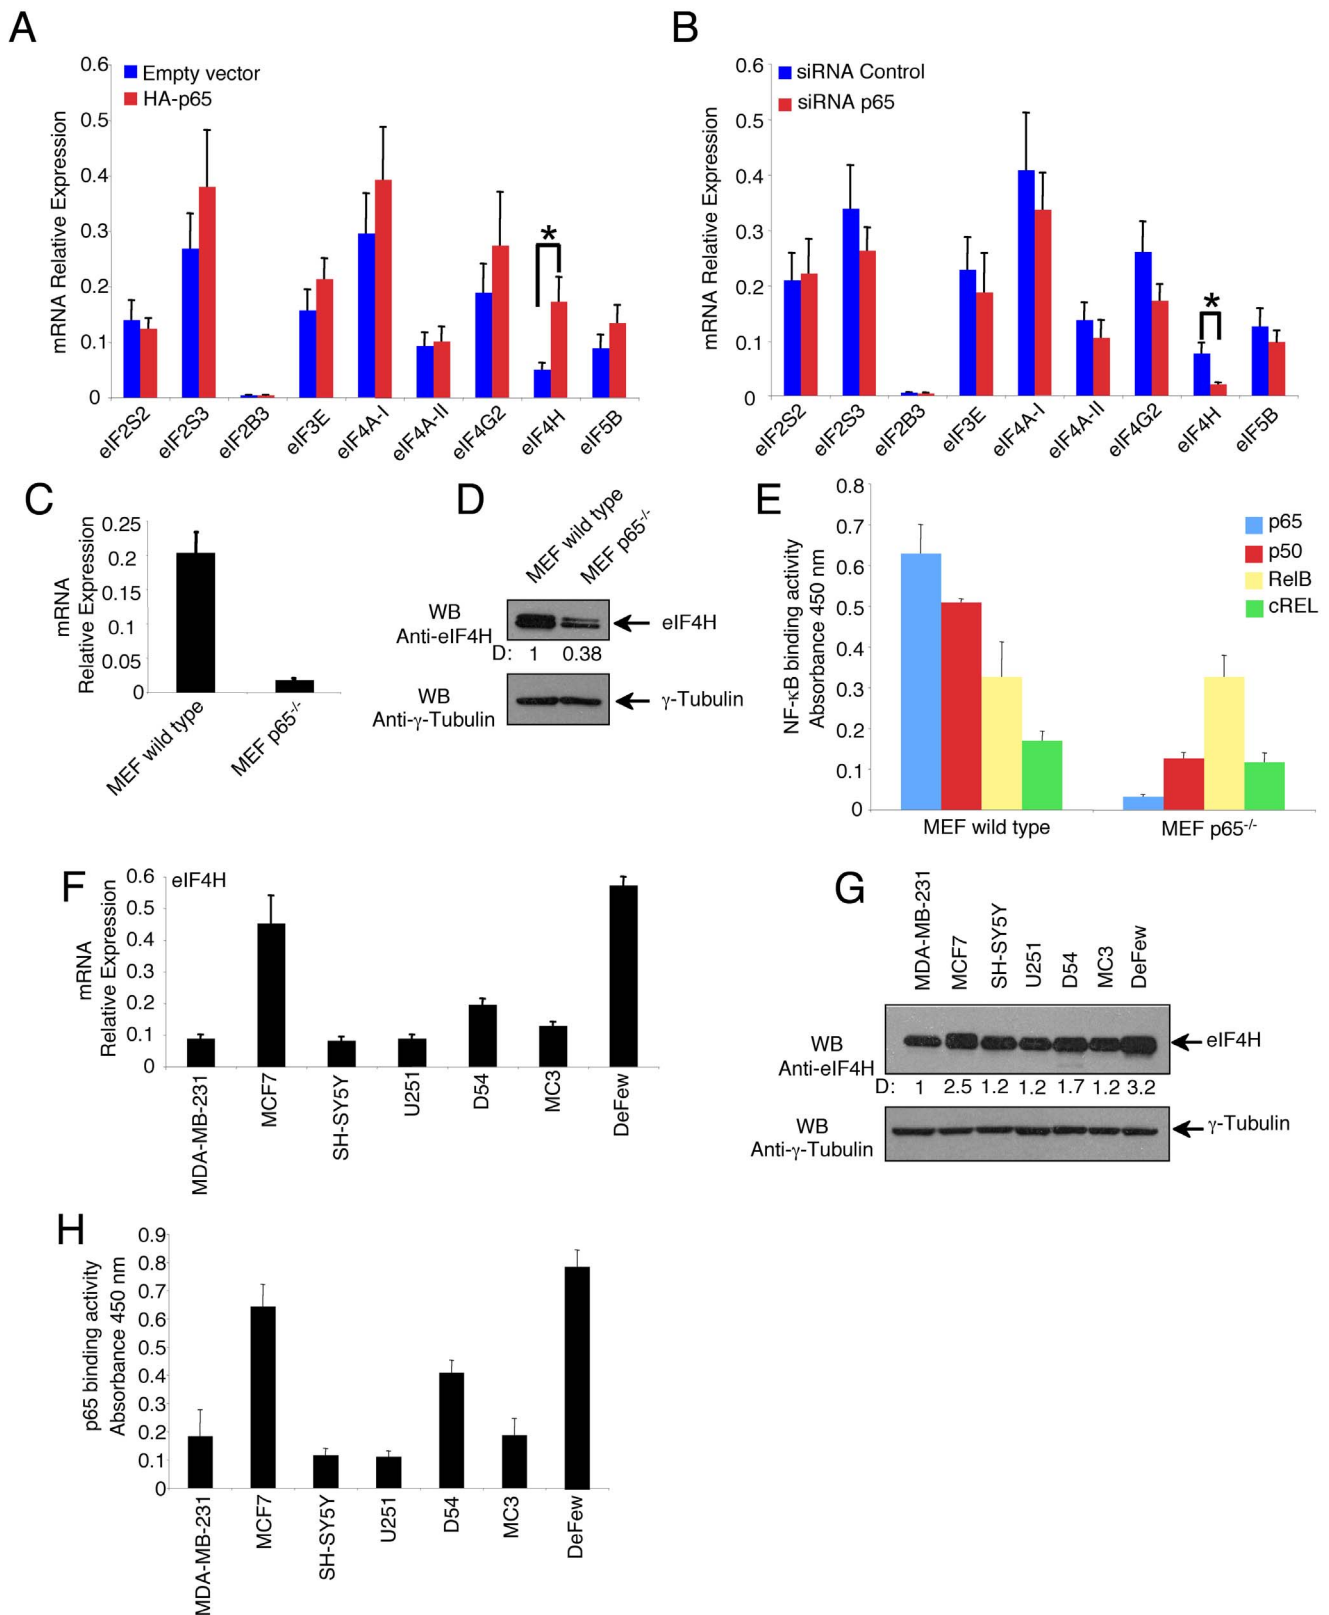 A
0.6
0.5
0.4
0.3
0.2
0.1
0
mRNA Relative Expression
Empty vector
HA-p65
*
eIF2S2
eIF2S3
eIF2B3
eIF3E
eIF4A-I
eIF4A-II
eIF4G2
eIF4H
eIF5B
B
0.6
0.5
0.4
0.3
0.2
0.1
0
mRNA Relative Expression
siRNA Control
siRNA p65
*
eIF2S2
eIF2S3
eIF2B3
eIF3E
eIF4A-I
eIF4A-II
eIF4G2
eIF4H
eIF5B
C
mRNA
Relative Expression
0.25
0.2
0.15
0.1
0.05
0
MEF wild type
MEF p65-/-
D
MEF wild type
MEF p65-/-
WB
Anti-eIF4H
eIF4H
D: 1 0.38
WB
Anti-γ-Tubulin
γ-Tubulin
E
NF-κB binding activity
Absorbance 450 nm
0.8
0.7
0.6
0.5
0.4
0.3
0.2
0.1
0
p65
p50
RelB
cREL
MEF wild type
MEF p65-/-
F
mRNA
Relative Expression
0.6
0.5
0.4
0.3
0.2
0.1
0
eIF4H
MDA-MB-231
MCF7
SH-SY5Y
U251
D54
MC3
DeFew
G
MDA-MB-231
MCF7
SH-SY5Y
U251
D54
MC3
DeFew
WB
Anti-eIF4H
eIF4H
D: 1 2.5 1.2 1.2 1.7 1.2 3.2
WB
Anti-γ-Tubulin
γ-Tubulin
H
p65 binding activity
Absorbance 450 nm
0.9
0.8
0.7
0.6
0.5
0.4
0.3
0.2
0.1
0
MDA-MB-231
MCF7
SH-SY5Y
U251
D54
MC3
DeFew